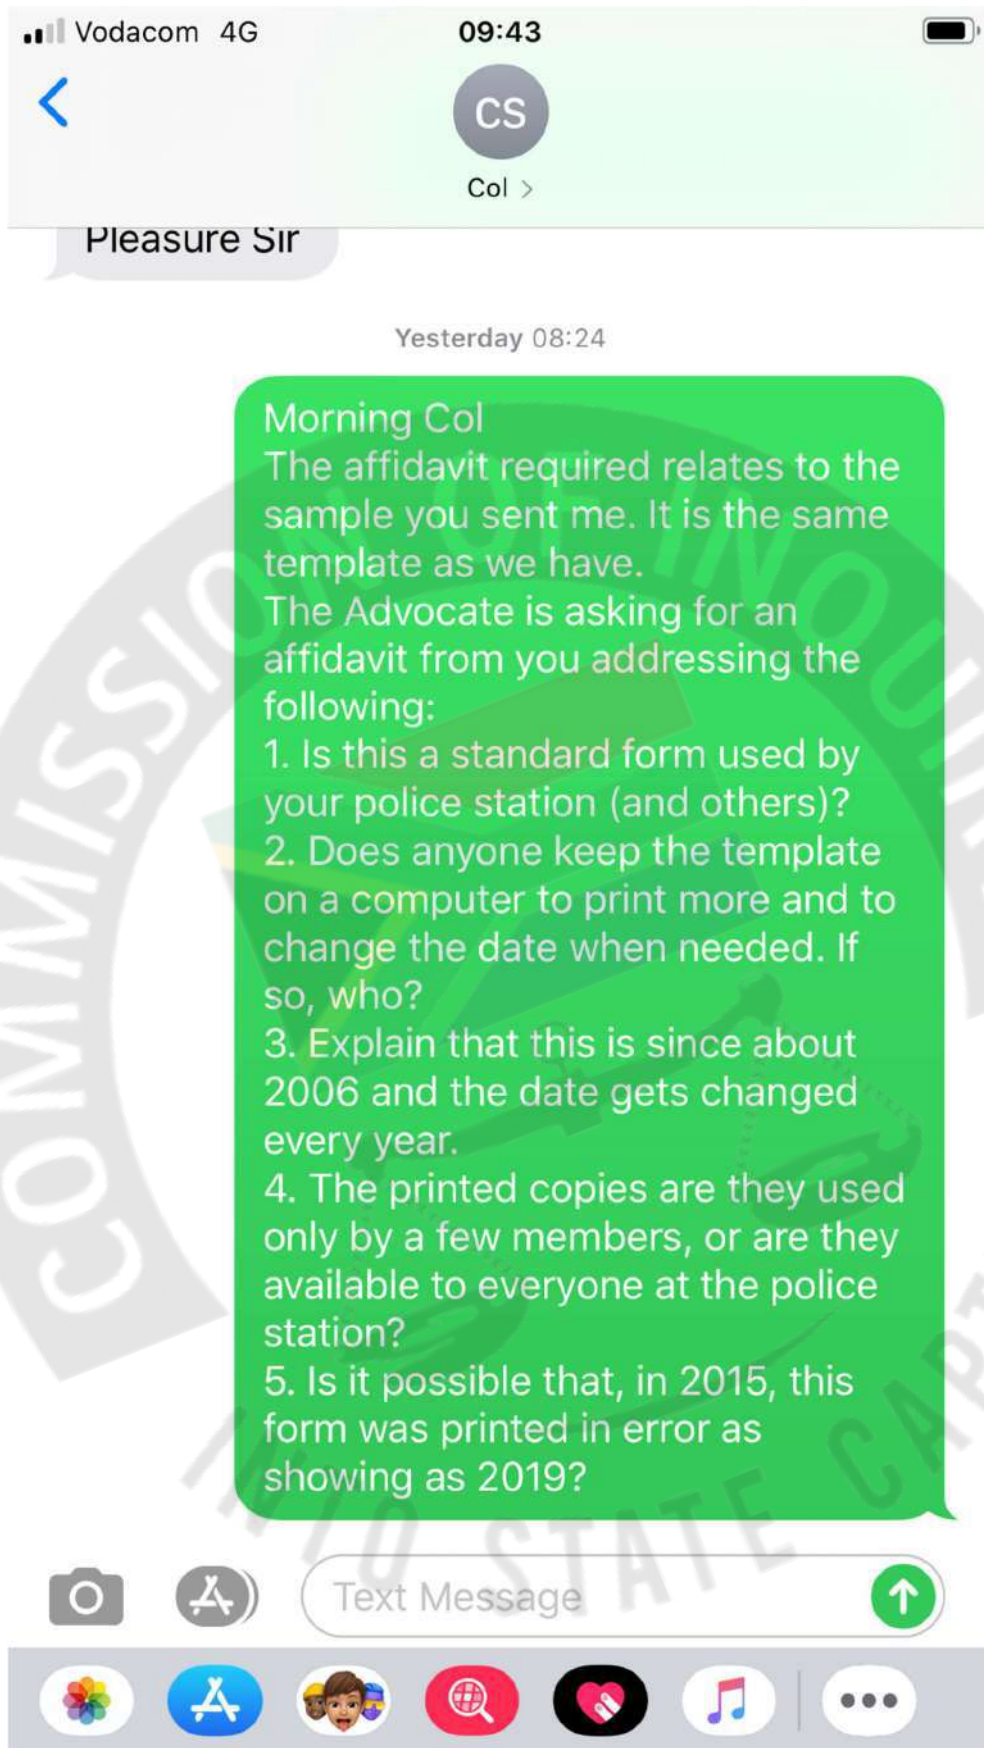 Vodacom 4G
09:43
CS
Col >
Pleasure Sir
Yesterday 08:24
Morning Col
The affidavit required relates to the
sample you sent me. It is the same
template as we have.
The Advocate is asking for an
affidavit from you addressing the
following:
1. Is this a standard form used by
your police station (and others)?
2. Does anyone keep the template
on a computer to print more and to
change the date when needed. If
so, who?
3. Explain that this is since about
2006 and the date gets changed
every year.
4. The printed copies are they used
only by a few members, or are they
available to everyone at the police
station?
5. Is it possible that, in 2015, this
form was printed in error as
showing as 2019?
Text Message
COMMISSION OF INQUI
INTO STATE CAPT